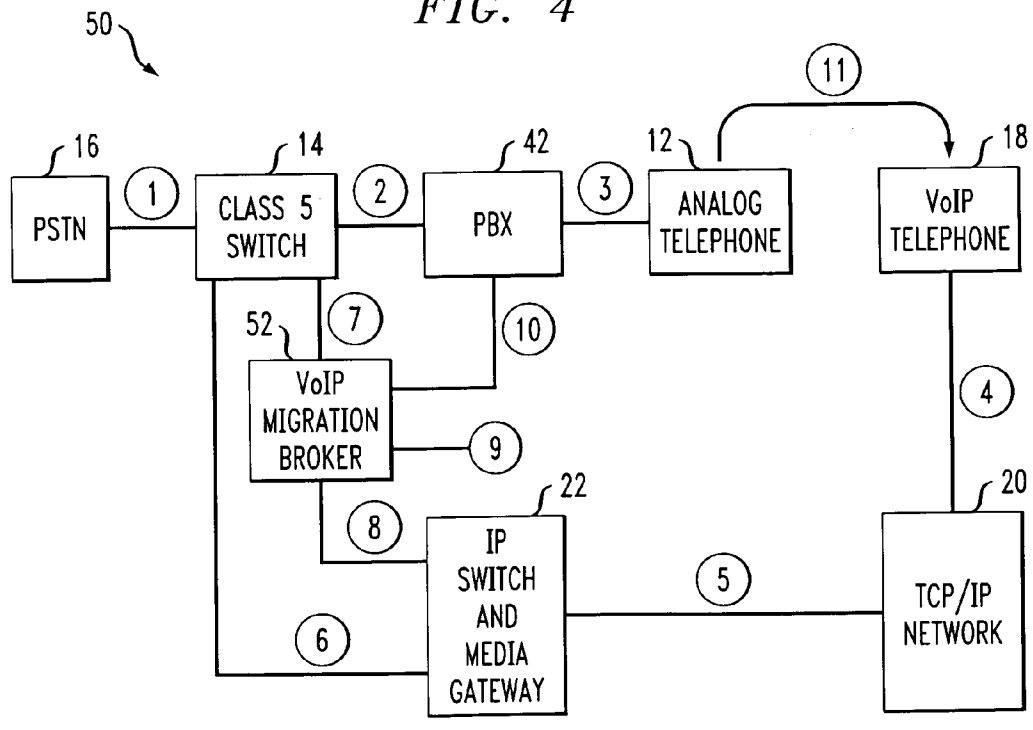 FIG. 4
50
11
16
14
42
12
18
1
2
3
PSTN
CLASS 5
SWITCH
PBX
ANALOG
TELEPHONE
VoIP
TELEPHONE
7
10
52
VoIP
MIGRATION
BROKER
4
9
22
20
8
IP
SWITCH
AND
MEDIA
GATEWAY
5
TCP/IP
NETWORK
6